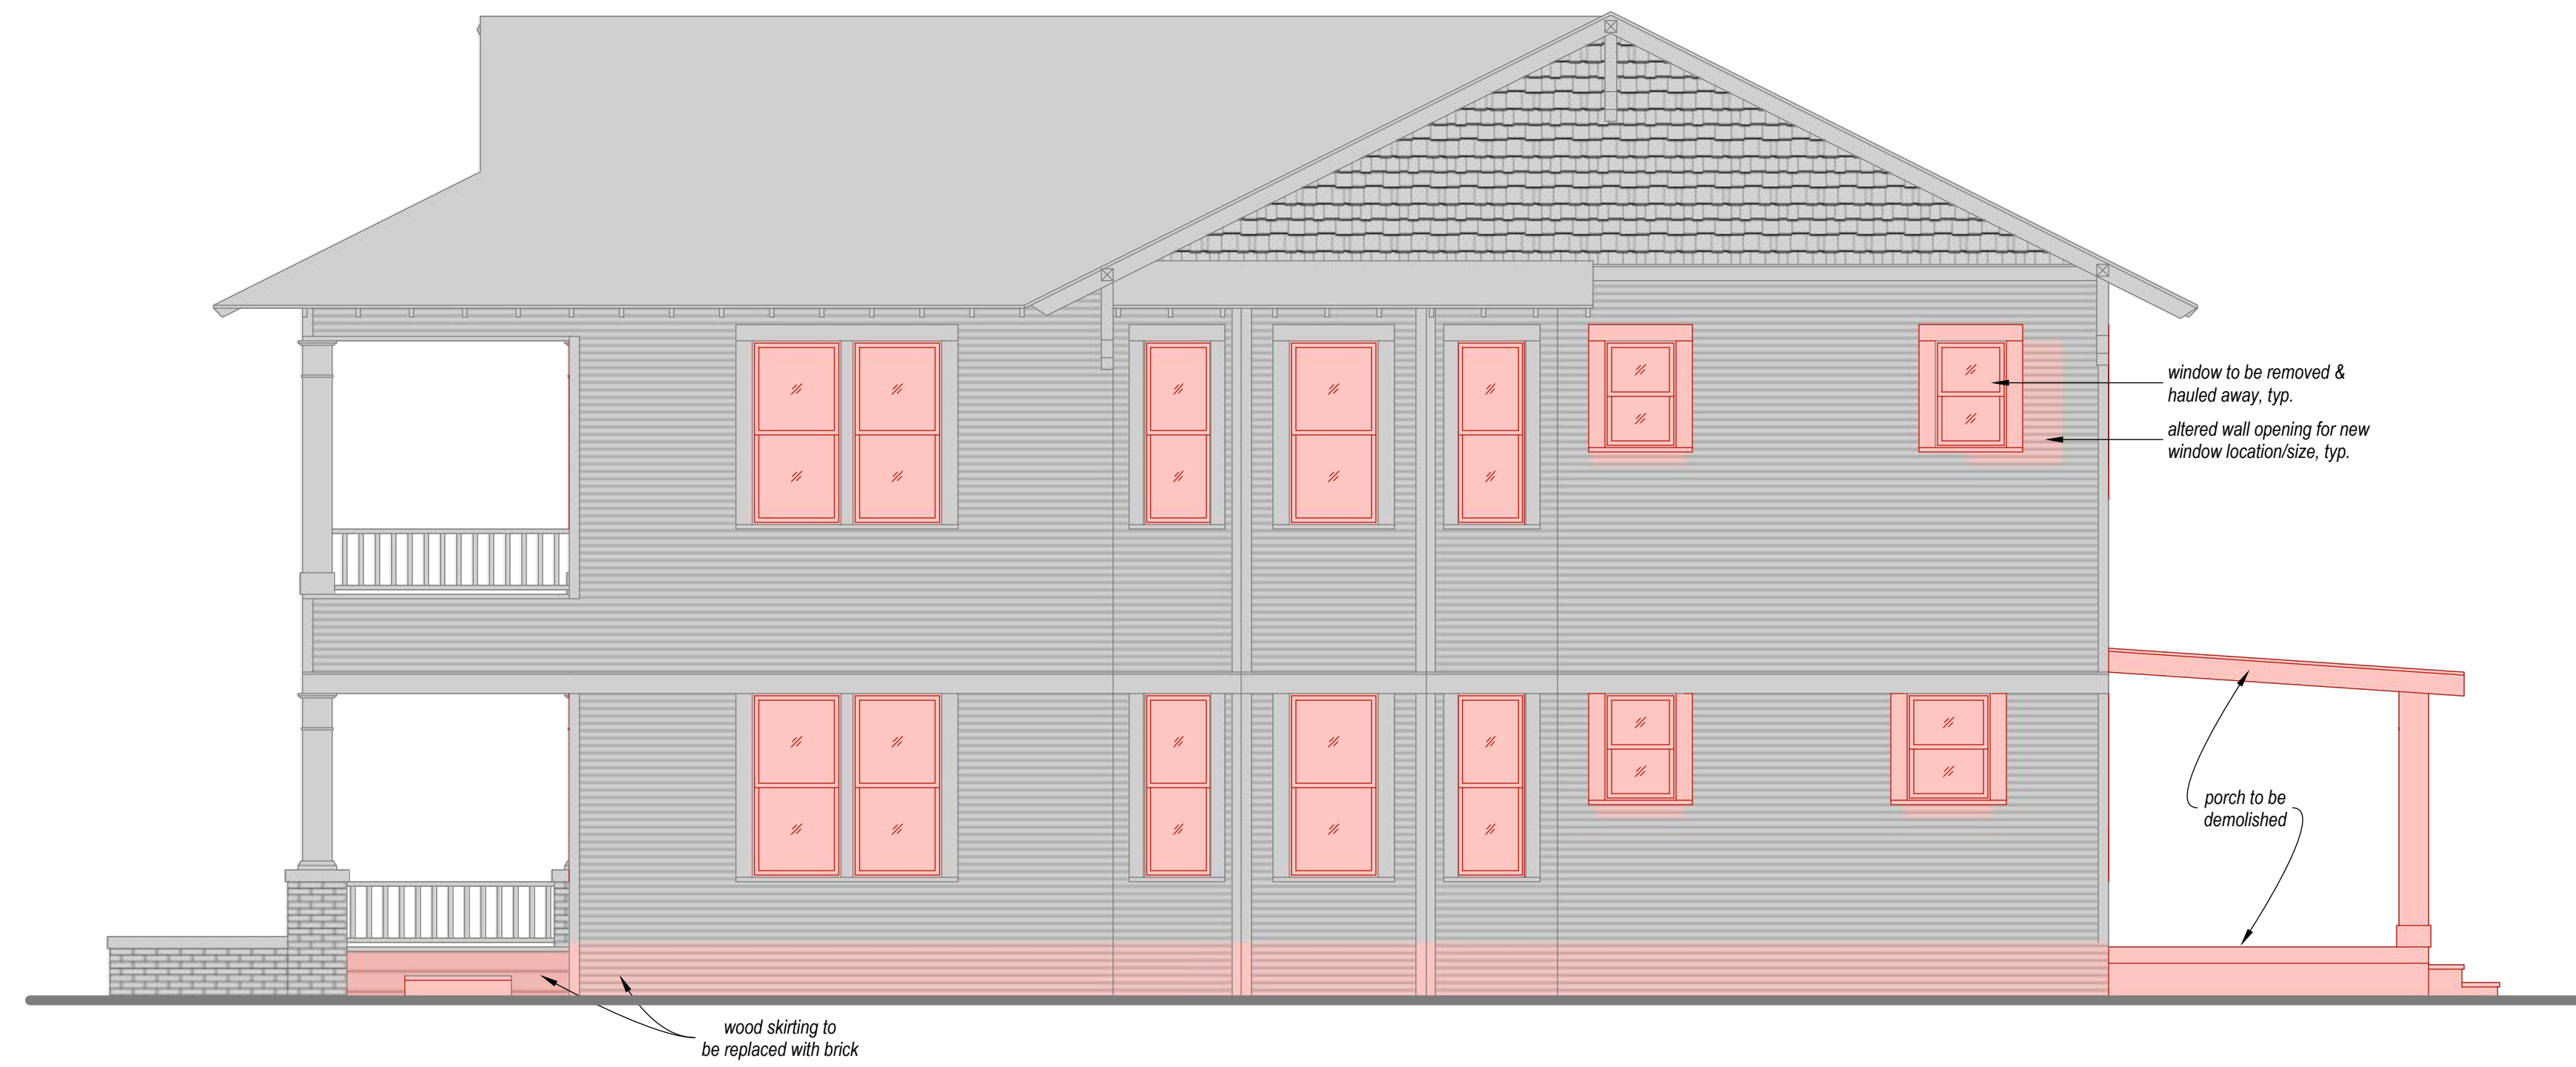 window to be removed &
hauled away, typ.
altered wall opening for new
window location/size, typ.
porch to be
demolished
wood skirting to
be replaced with brick